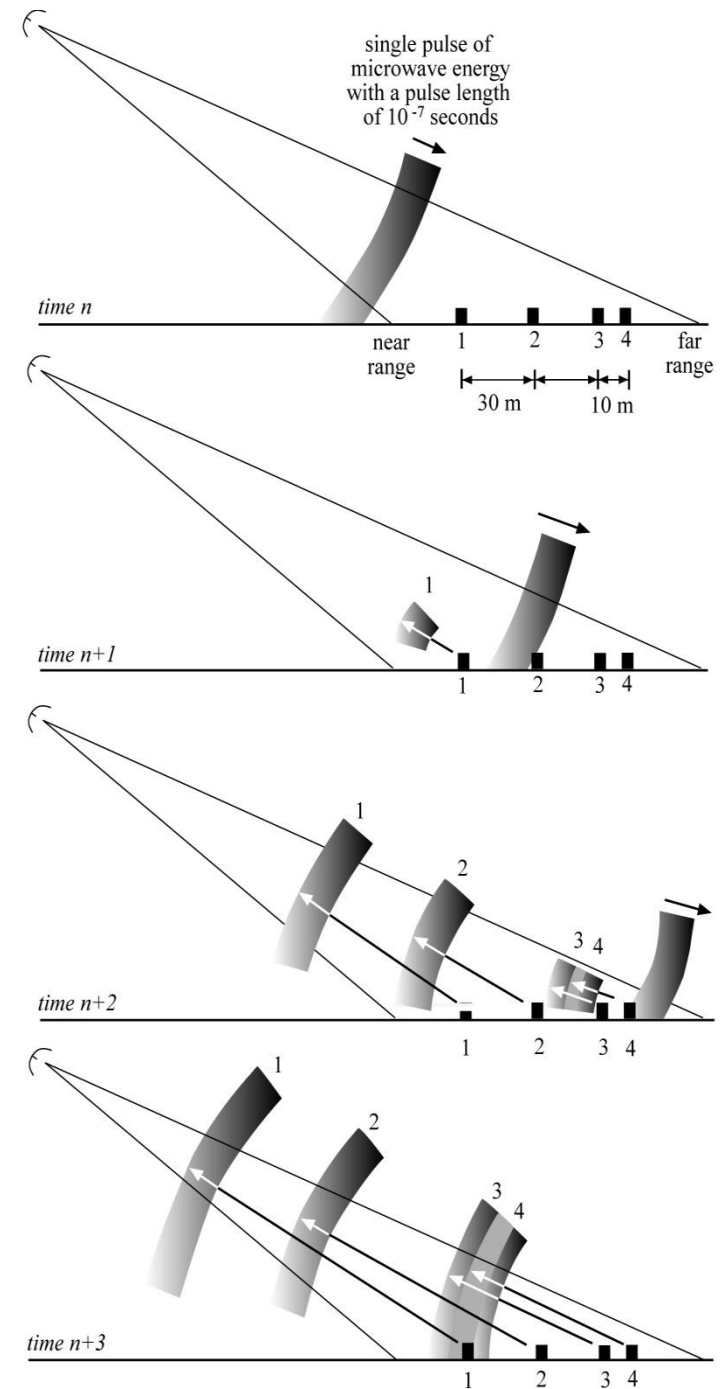 single pulse of
microwave energy
with a pulse length
of 10⁻⁷ seconds
time n
near
range
1 2 3 4
far
range
30 m 10 m
1
time n+1
1 2 3 4
1
2
3 4
time n+2
1 2 3 4
1
2
3
4
time n+3
1 2 3 4